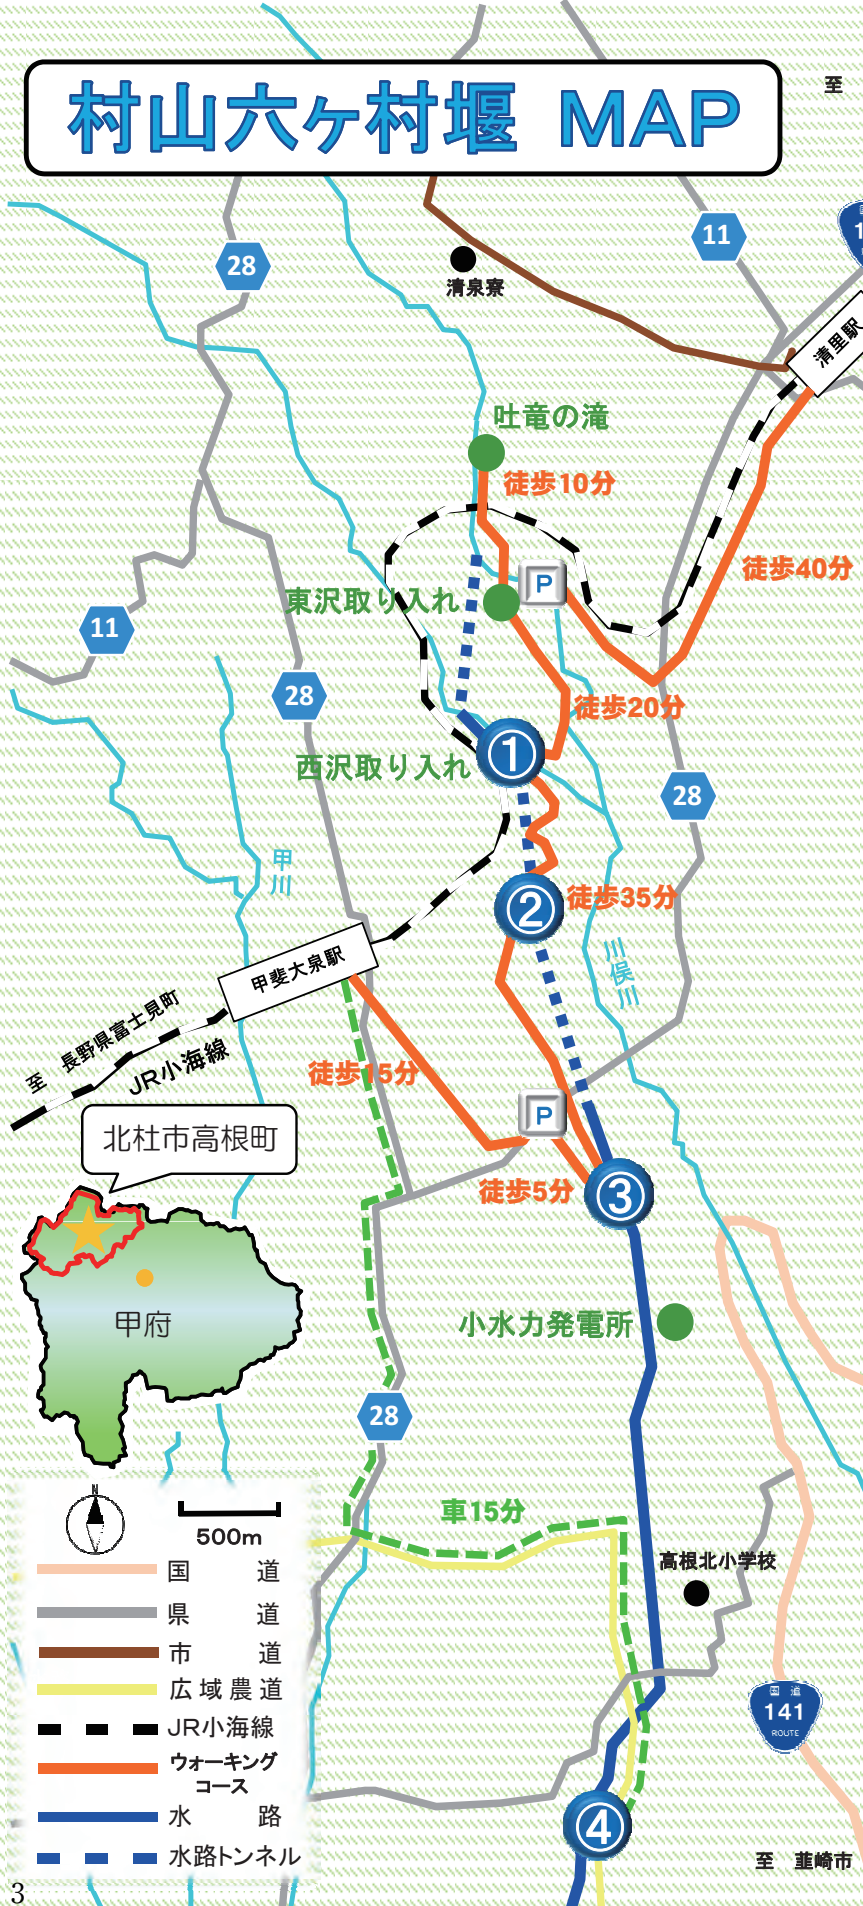 村山六ヶ村堰 MAP
至
11
28
清泉寮
清里駅
吐竜の滝
徒歩10分
徒歩40分
P
東沢取り入れ
11
28
徒歩20分
①
西沢取り入れ
28
甲川
②
徒歩35分
川俣川
甲斐大泉駅
至 長野県富士見町
JR小海線
徒歩15分
P
北杜市高根町
徒歩5分
③
甲府
小水力発電所
28
N
500m
車15分
高根北小学校
国道
県道
市道
広域農道
JR小海線
ウォーキング
コース
水路
水路トンネル
国道
141
ROUTE
④
至 韮崎市
3